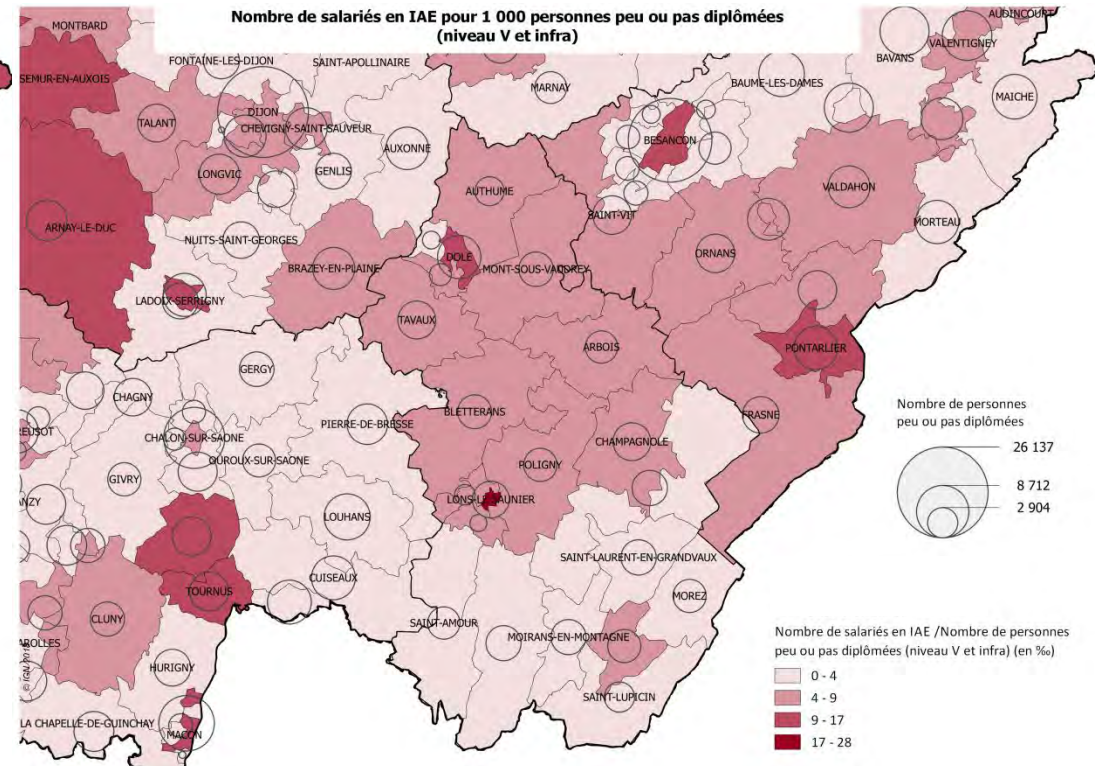 Nombre de salariés en IAE pour 1 000 personnes peu ou pas diplômées
(niveau V et infra)
MONTBARD
AUDINCOURT
FONTAINE-LES-DIJON
SAINT-APOLLINAIRE
VALENTIGNEY
BAVANS
SEMUR-EN-AUXOIS
MARNAY
BAUME-LES-DAMES
MAICHE
DIJON
TALANT
CHEVIGNY-SAINT-SAUVEUR
BESANCON
AUXONNE
LONGVIC
GENLIS
AUTHUME
VALDAHON
SAINT-VIT
ARNAY-LE-DUC
MORTEAU
NUITS-SAINT-GEORGES
DOLE
ORNANS
BRAZEY-EN-PLAINE
MONT-SOUS-VAUDREY
LADOIX-SERRIGNY
TAVAUX
ARBOIS
PONTARLIER
GERGY
CHAGNY
BLETTERANS
PIERRE-DE-BRESSE
FRASNE
REUSOT
CHALON-SUR-SAONE
CHAMPAGNOLE
OUROUX-SUR-SAONE
POLIGNY
GIVRY
LONS-LE-SAUNIER
ANZY
LOUHANS
SAINT-LAURENT-EN-GRANDVAUX
CUISEAUX
TOURNUS
MOREZ
CLUNY
SAINT-AMOUR
MOIRANS-EN-MONTAGNE
AROLLES
HURIGNY
SAINT-LUPICIN
LA CHAPELLE-DE-GUINCHAY
MACON
Nombre de personnes
peu ou pas diplômées
26 137
8 712
2 904
Nombre de salariés en IAE /Nombre de personnes
peu ou pas diplômées (niveau V et infra) (en ‰)
0 - 4
4 - 9
9 - 17
17 - 28